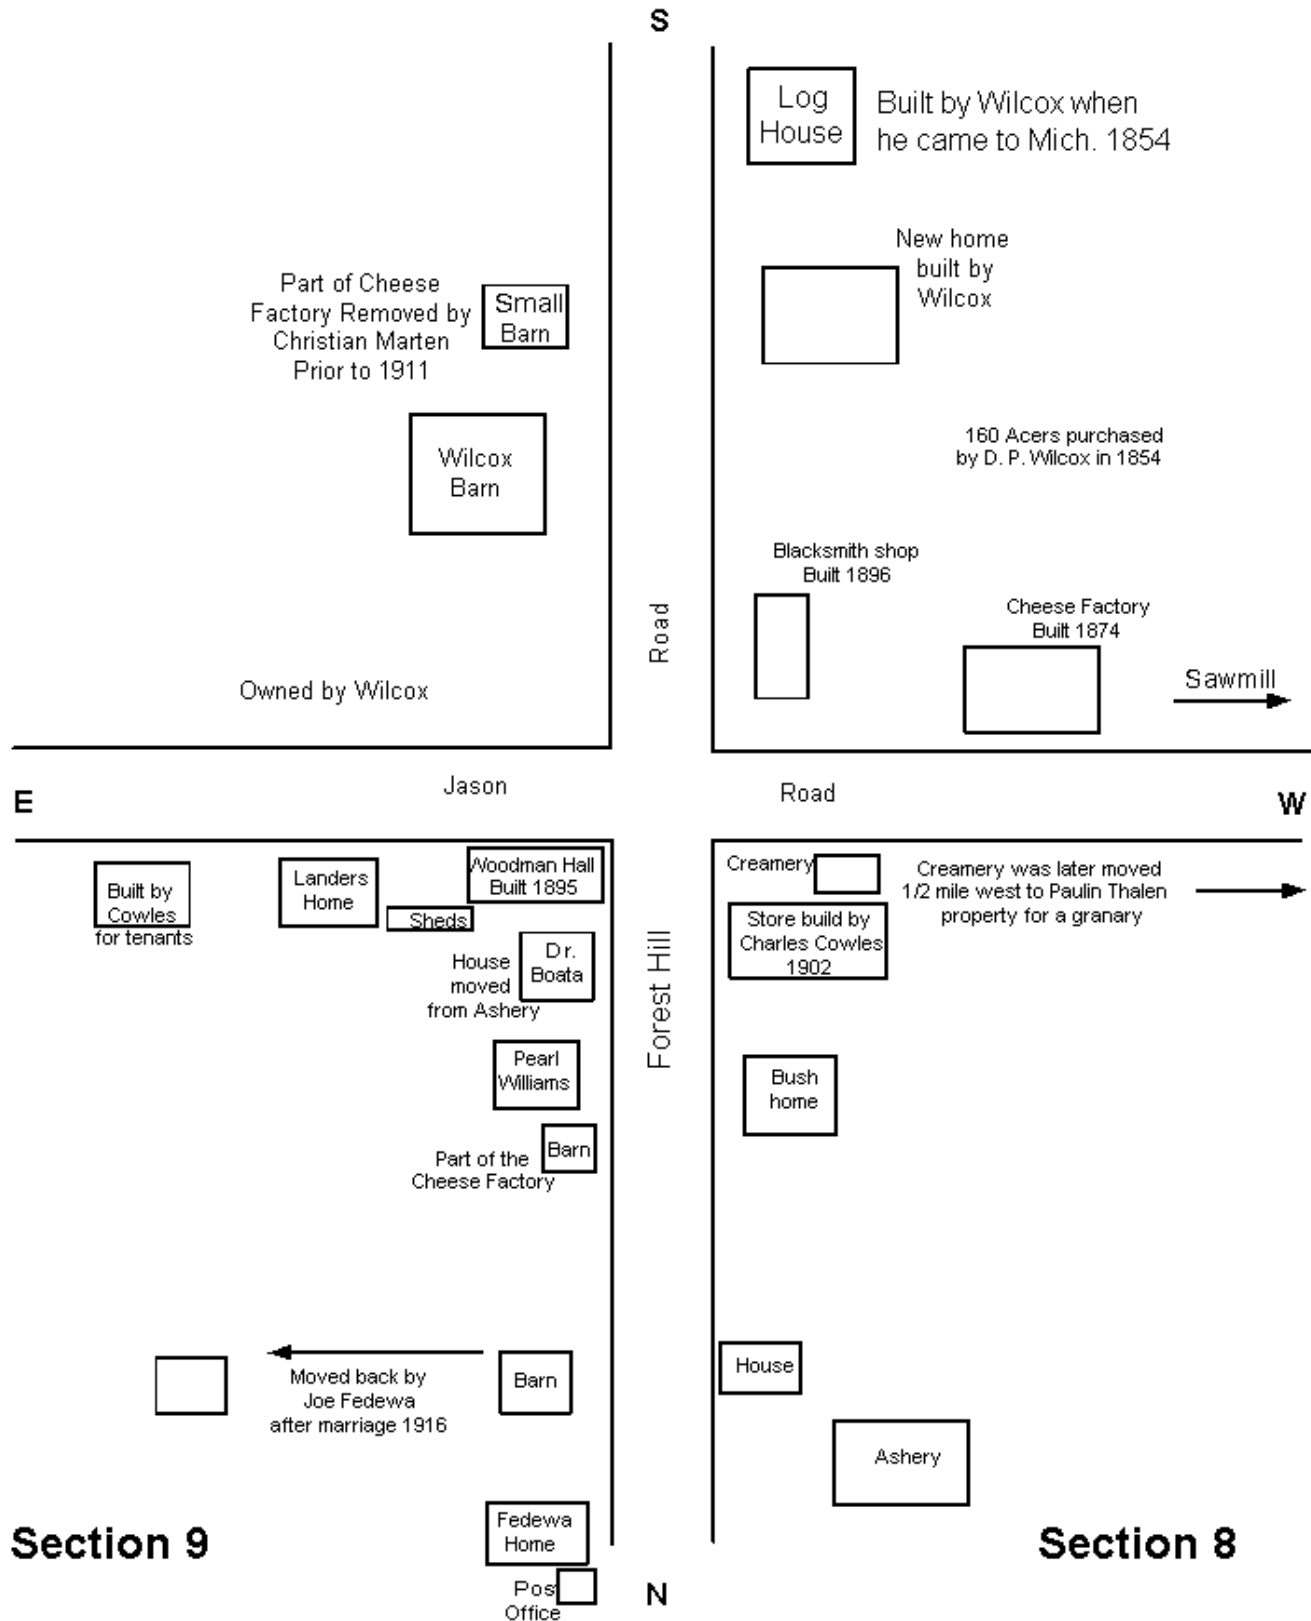 S
Log
House
Built by Wilcox when
he came to Mich. 1854
New home
built by
Wilcox
Part of Cheese
Factory Removed by
Christian Marten
Prior to 1911
Small
Barn
Wilcox
Barn
160 Acers purchased
by D. P. Wilcox in 1854
Blacksmith shop
Built 1896
Cheese Factory
Built 1874
Sawmill
Owned by Wilcox
Road
Jason
Road
E
W
Built by
Cowles
for tenants
Landers
Home
Woodman Hall
Built 1895
Sheds
Dr.
Boata
House
moved
from Ashery
Pearl
Williams
Barn
Part of the
Cheese Factory
Forest Hill
Creamery
Creamery was later moved
1/2 mile west to Paulin Thalen
property for a granary
Store build by
Charles Cowles
1902
Bush
home
Moved back by
Joe Fedewa
after marriage 1916
Barn
House
Ashery
Fedewa
Home
Section 9
Section 8
Post
Office
N